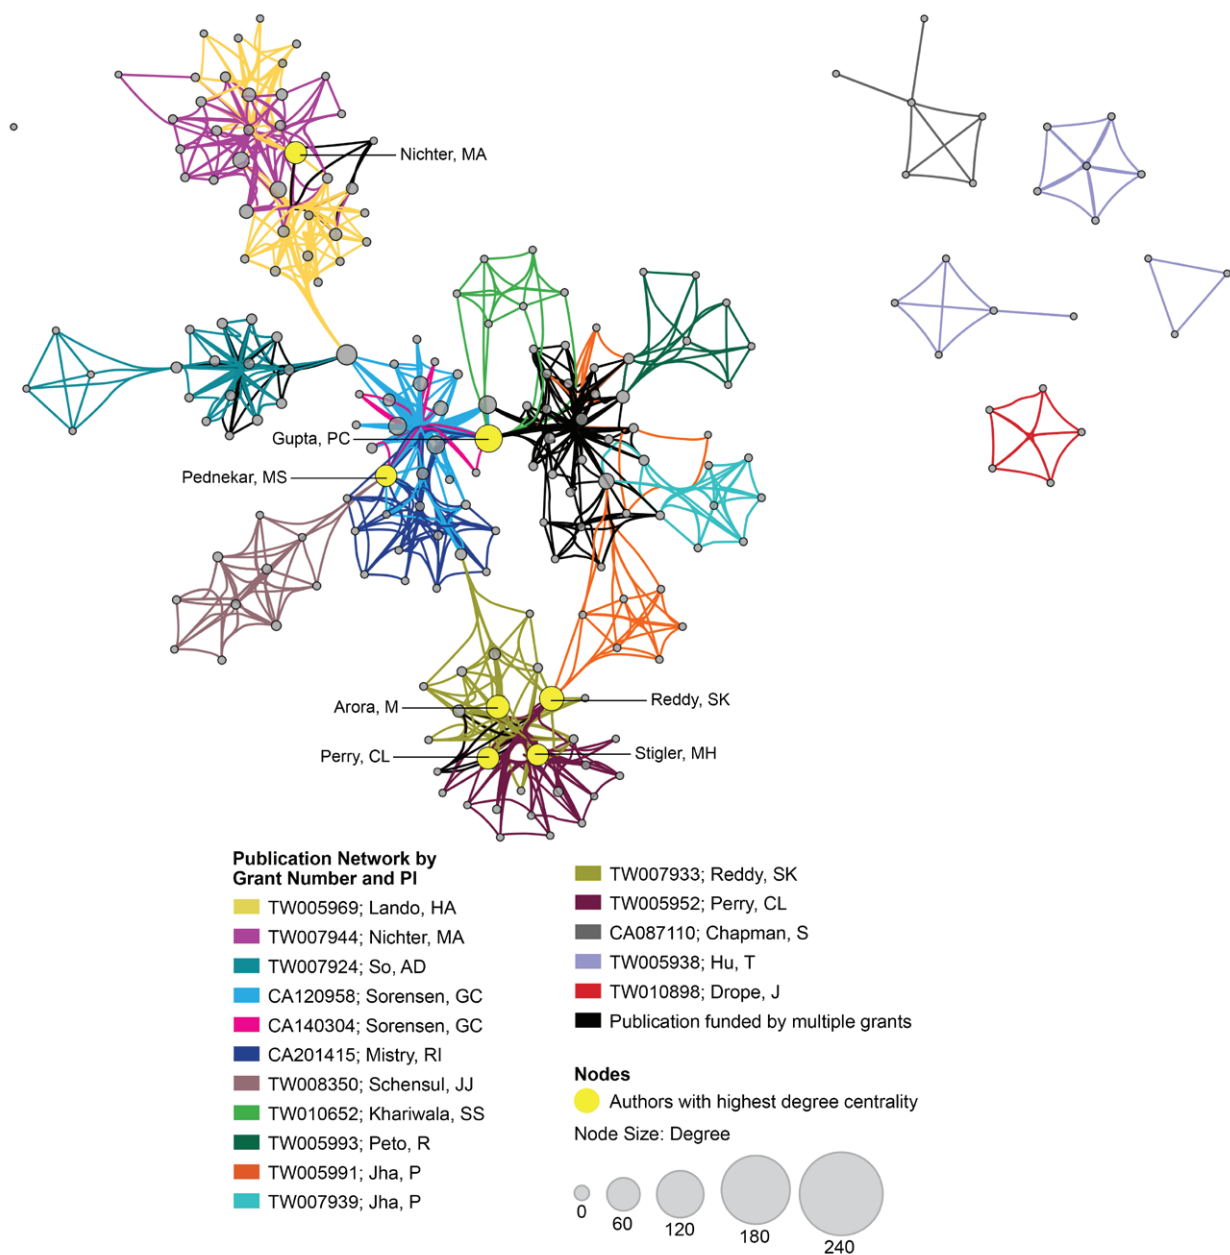 Nichter, MA
Gupta, PC
Pednekar, MS
Arora, M
Reddy, SK
Perry, CL
Stigler, MH
Publication Network by
Grant Number and PI
TW005969; Lando, HA
TW007944; Nichter, MA
TW007924; So, AD
CA120958; Sorensen, GC
CA140304; Sorensen, GC
CA201415; Mistry, RI
TW008350; Schensul, JJ
TW010652; Khariwala, SS
TW005993; Peto, R
TW005991; Jha, P
TW007939; Jha, P
TW007933; Reddy, SK
TW005952; Perry, CL
CA087110; Chapman, S
TW005938; Hu, T
TW010898; Drope, J
Publication funded by multiple grants
Nodes
Authors with highest degree centrality
Node Size: Degree
0
60
120
180
240